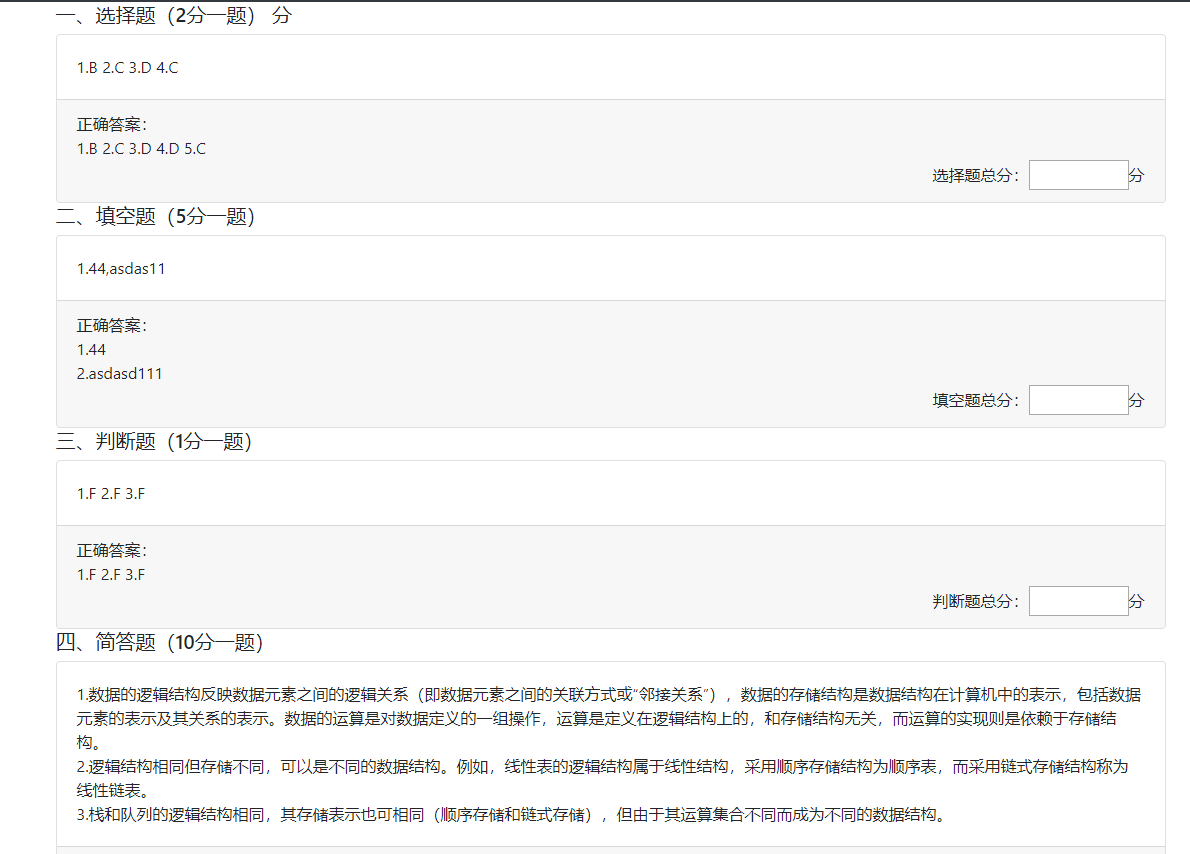 一、选择题（2分一题） 分
1.B 2.C 3.D 4.C
正确答案：
1.B 2.C 3.D 4.D 5.C
选择题总分： 分
二、填空题（5分一题）
1.44,asdas11
正确答案：
1.44
2.asdasd111
填空题总分： 分
三、判断题（1分一题）
1.F 2.F 3.F
正确答案：
1.F 2.F 3.F
判断题总分： 分
四、简答题（10分一题）
1.数据的逻辑结构反映数据元素之间的逻辑关系（即数据元素之间的关联方式或“邻接关系”），数据的存储结构是数据结构在计算机中的表示，包括数据
元素的表示及其关系的表示。数据的运算是对数据定义的一组操作，运算是定义在逻辑结构上的，和存储结构无关，而运算的实现则是依赖于存储结
构。
2.逻辑结构相同但存储不同，可以是不同的数据结构。例如，线性表的逻辑结构属于线性结构，采用顺序存储结构为顺序表，而采用链式存储结构称为
线性链表。
3.栈和队列的逻辑结构相同，其存储表示也可相同（顺序存储和链式存储），但由于其运算集合不同而成为不同的数据结构。